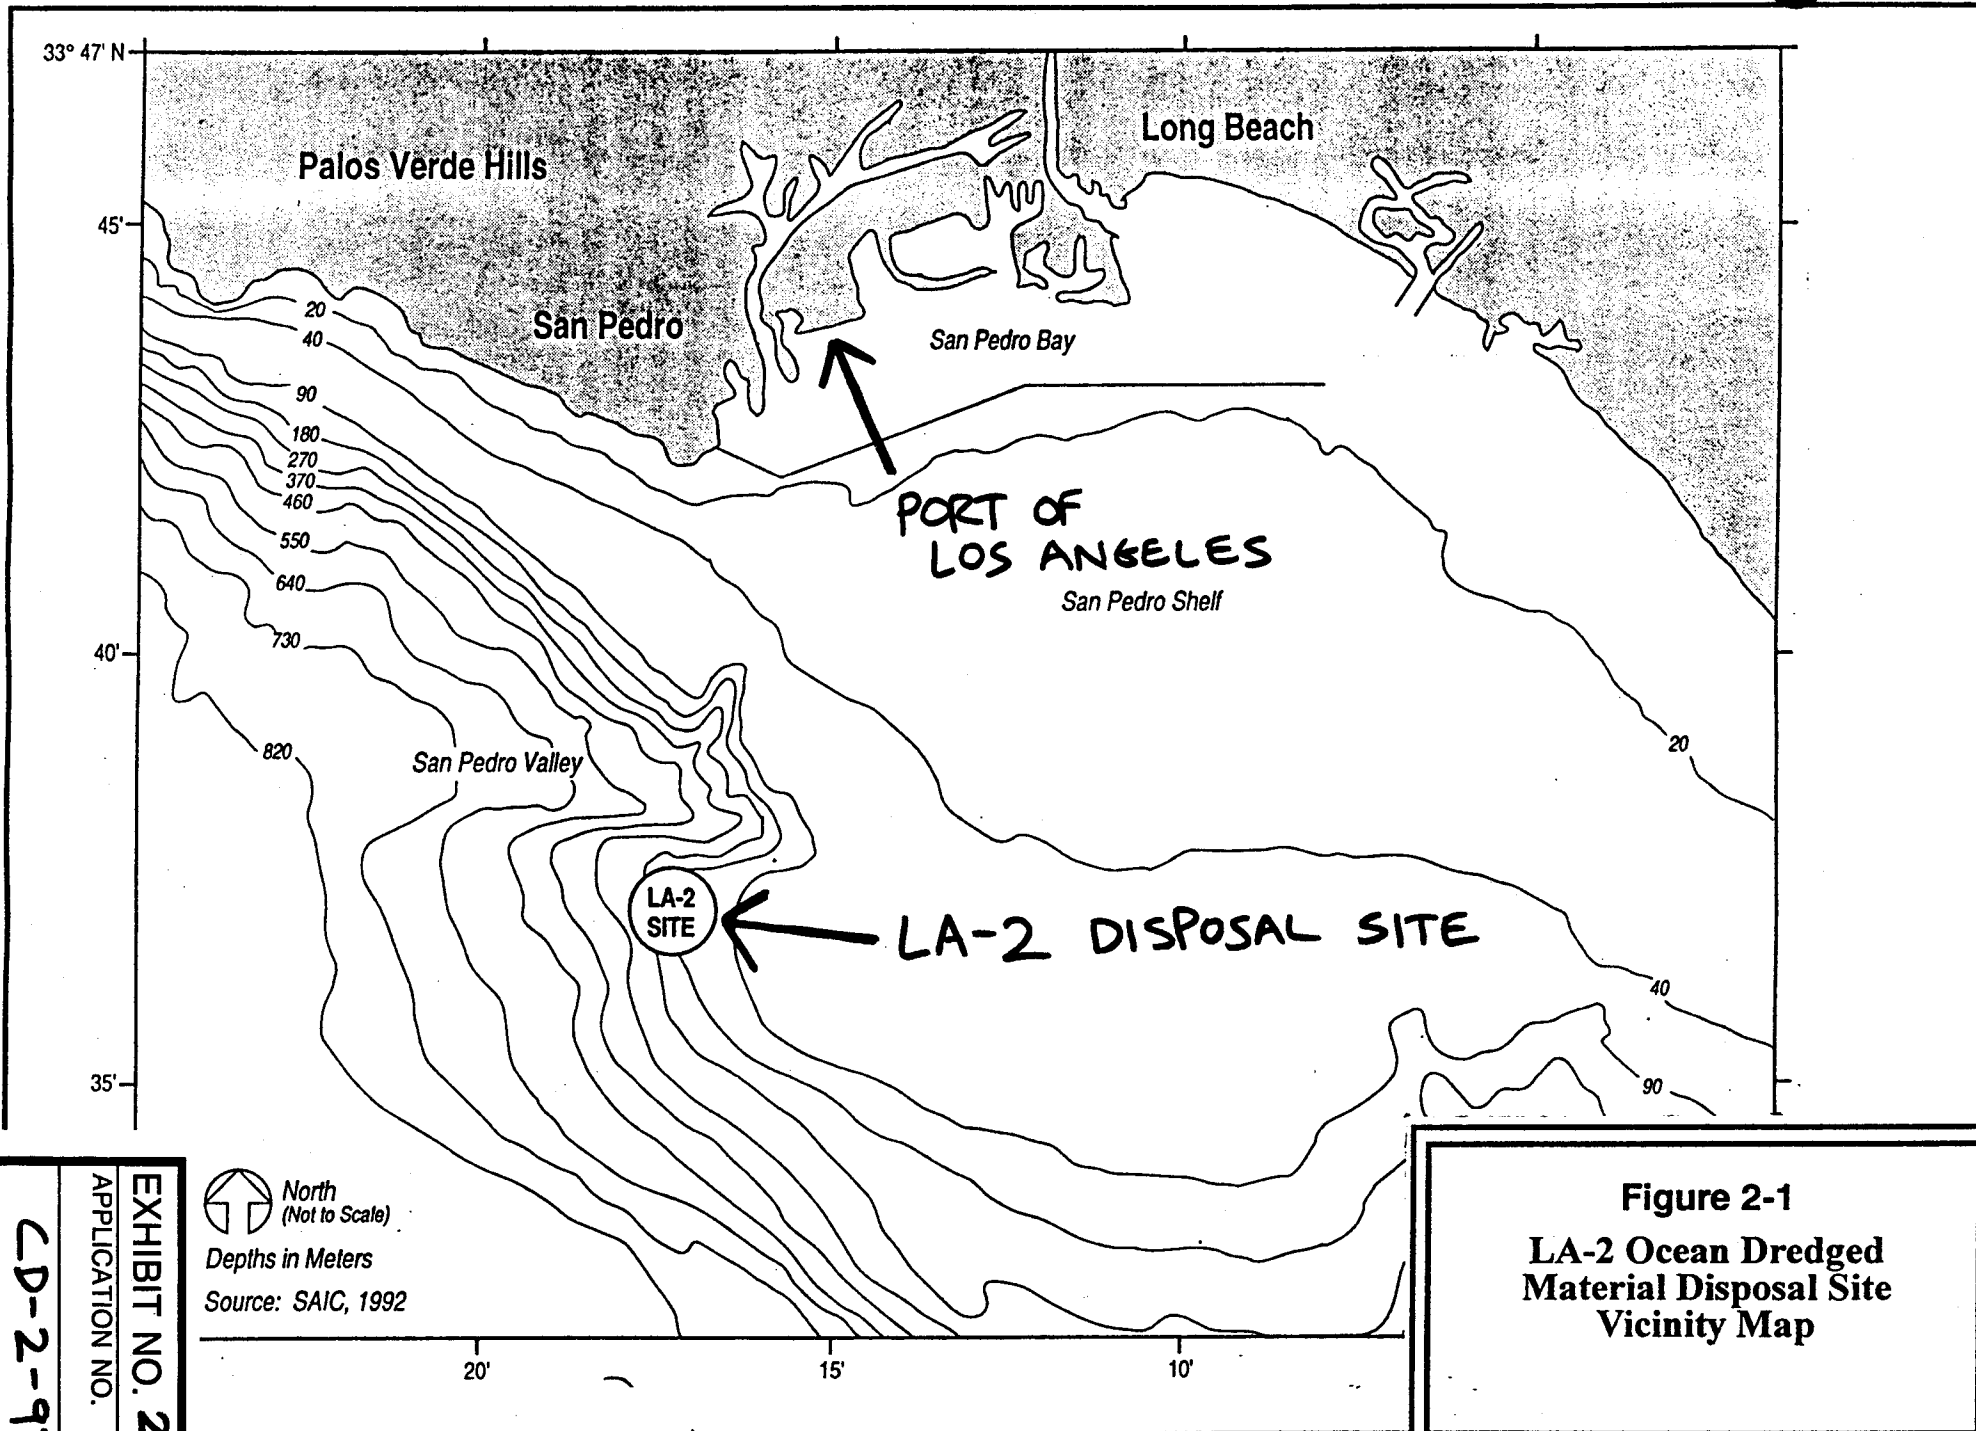 33° 47' N
Long Beach
Palos Verde Hills
45'
20
San Pedro
40
San Pedro Bay
90
180
270
370
460
PORT OF
LOS ANGELES
550
640
San Pedro Shelf
730
40'
20
820
San Pedro Valley
LA-2
SITE
LA-2 DISPOSAL SITE
40
35'
90
North
(Not to Scale)
Depths in Meters
Source: SAIC, 1992
20'
15'
10'
Figure 2-1
LA-2 Ocean Dredged
Material Disposal Site
Vicinity Map
EXHIBIT NO. 2
APPLICATION NO.